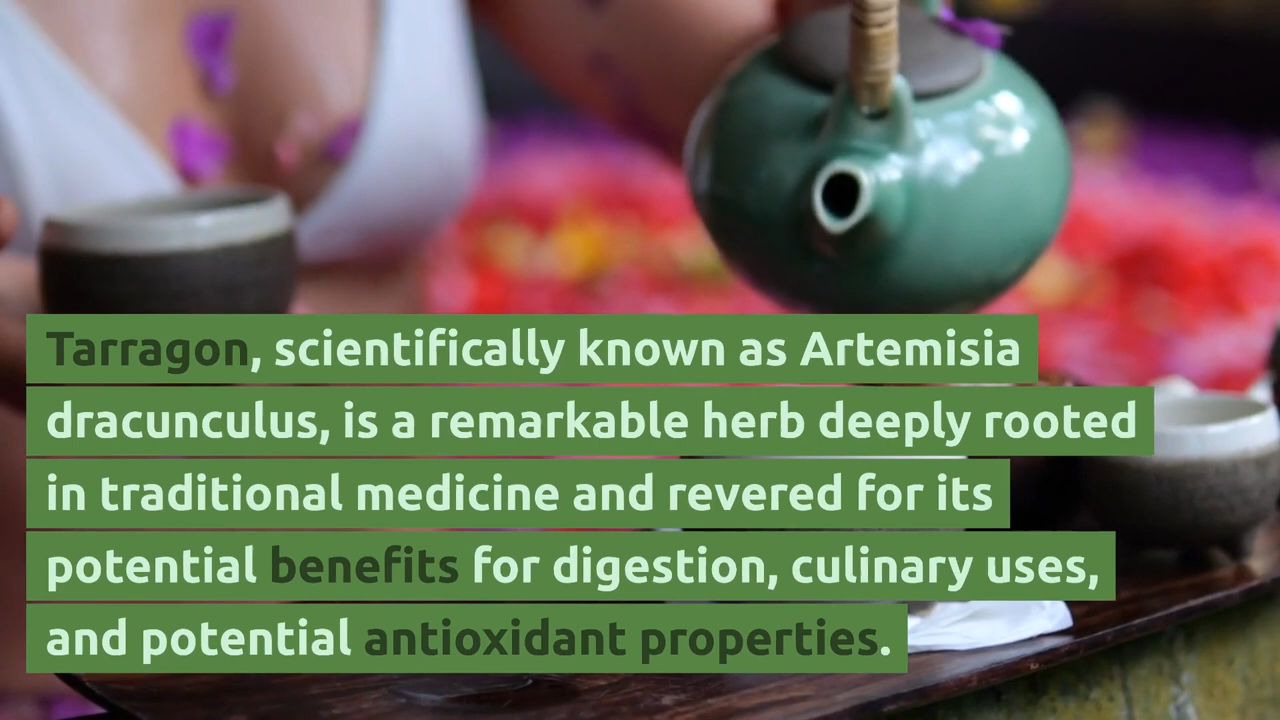 Tarragon, scientifically known as Artemisia
dracunculus, is a remarkable herb deeply rooted
in traditional medicine and revered for its
potential benefits for digestion, culinary uses,
and potential antioxidant properties.